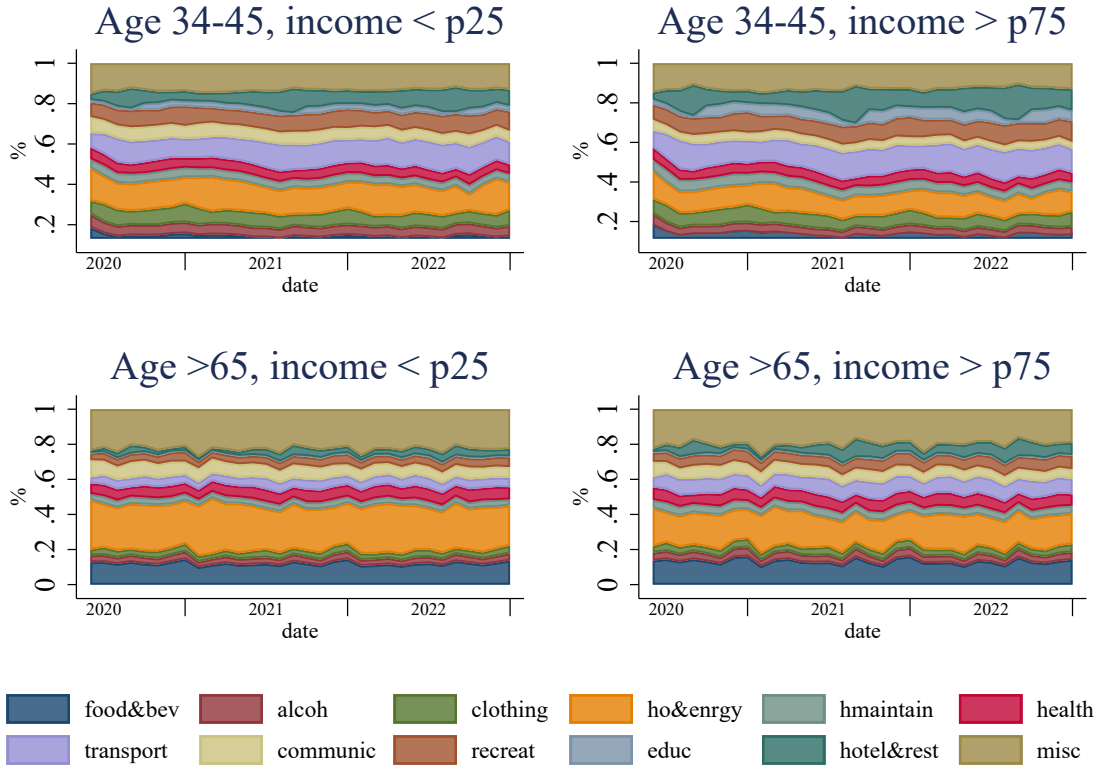 Age 34-45, income < p25
Age 34-45, income > p75
%
1
.8
.6
.4
.2
2020 2021 2022
date
%
1
.8
.6
.4
.2
2020 2021 2022
date
Age >65, income < p25
Age >65, income > p75
%
1
.8
.6
.4
.2
0
2020 2021 2022
date
%
1
.8
.6
.4
.2
0
2020 2021 2022
date
food&bev alcoh clothing ho&enrgy hmaintain health
transport communic recreat educ hotel&rest misc